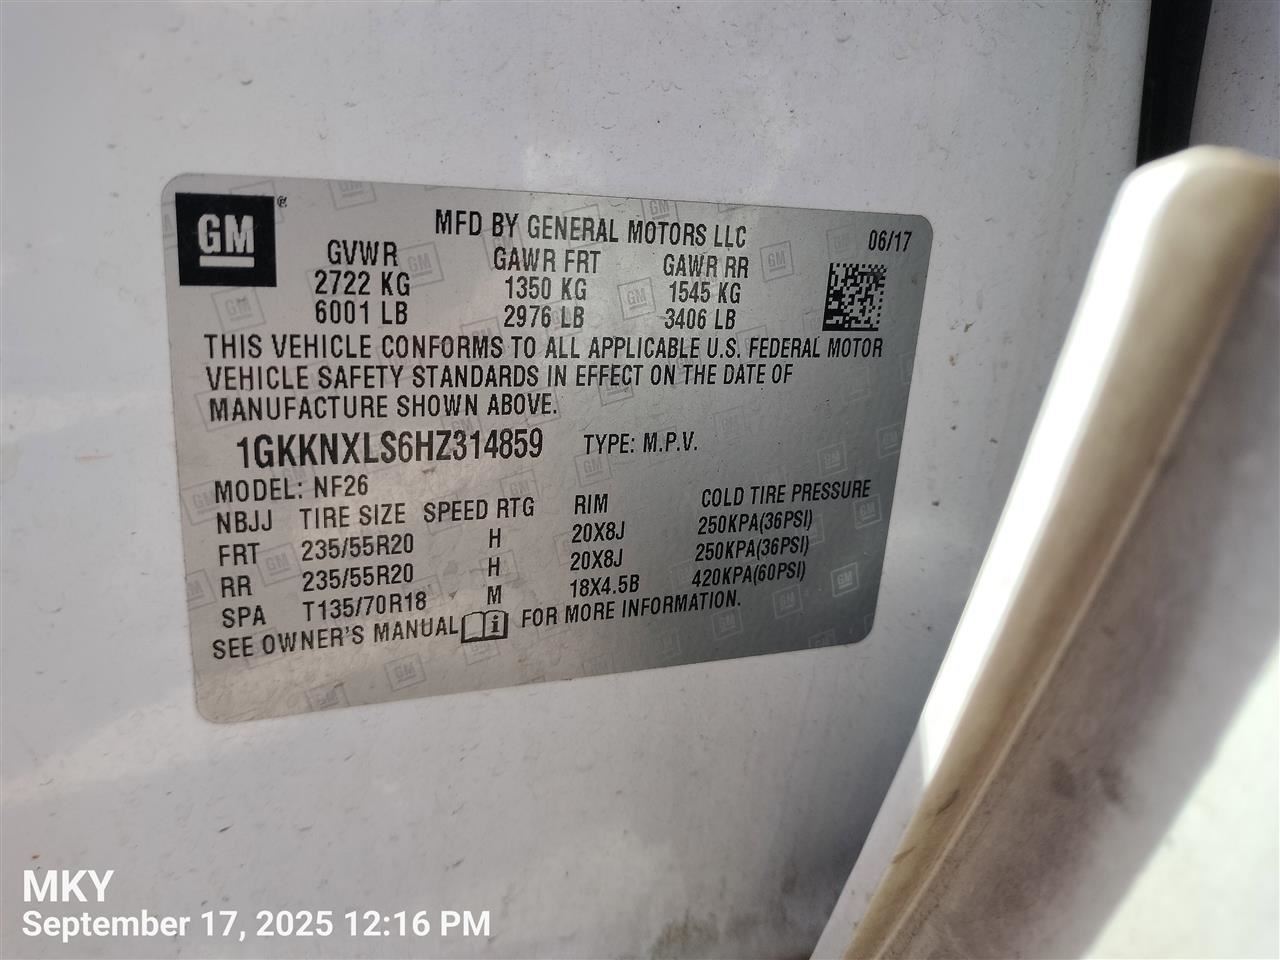 GM ®
MFD BY GENERAL MOTORS LLC 06/17
GVWR GAWR FRT GAWR RR
2722 KG 1350 KG 1545 KG
6001 LB 2976 LB 3406 LB
THIS VEHICLE CONFORMS TO ALL APPLICABLE U.S. FEDERAL MOTOR
VEHICLE SAFETY STANDARDS IN EFFECT ON THE DATE OF
MANUFACTURE SHOWN ABOVE.
1GKKNXLS6HZ314859 TYPE: M.P.V.
MODEL: NF26
NBJJ TIRE SIZE SPEED RTG RIM COLD TIRE PRESSURE
FRT 235/55R20 H 20X8J 250KPA(36PSI)
RR 235/55R20 H 20X8J 250KPA(36PSI)
SPA T135/70R18 M 18X4.5B 420KPA(60PSI)
SEE OWNER'S MANUAL i FOR MORE INFORMATION.
MKY
September 17, 2025 12:16 PM